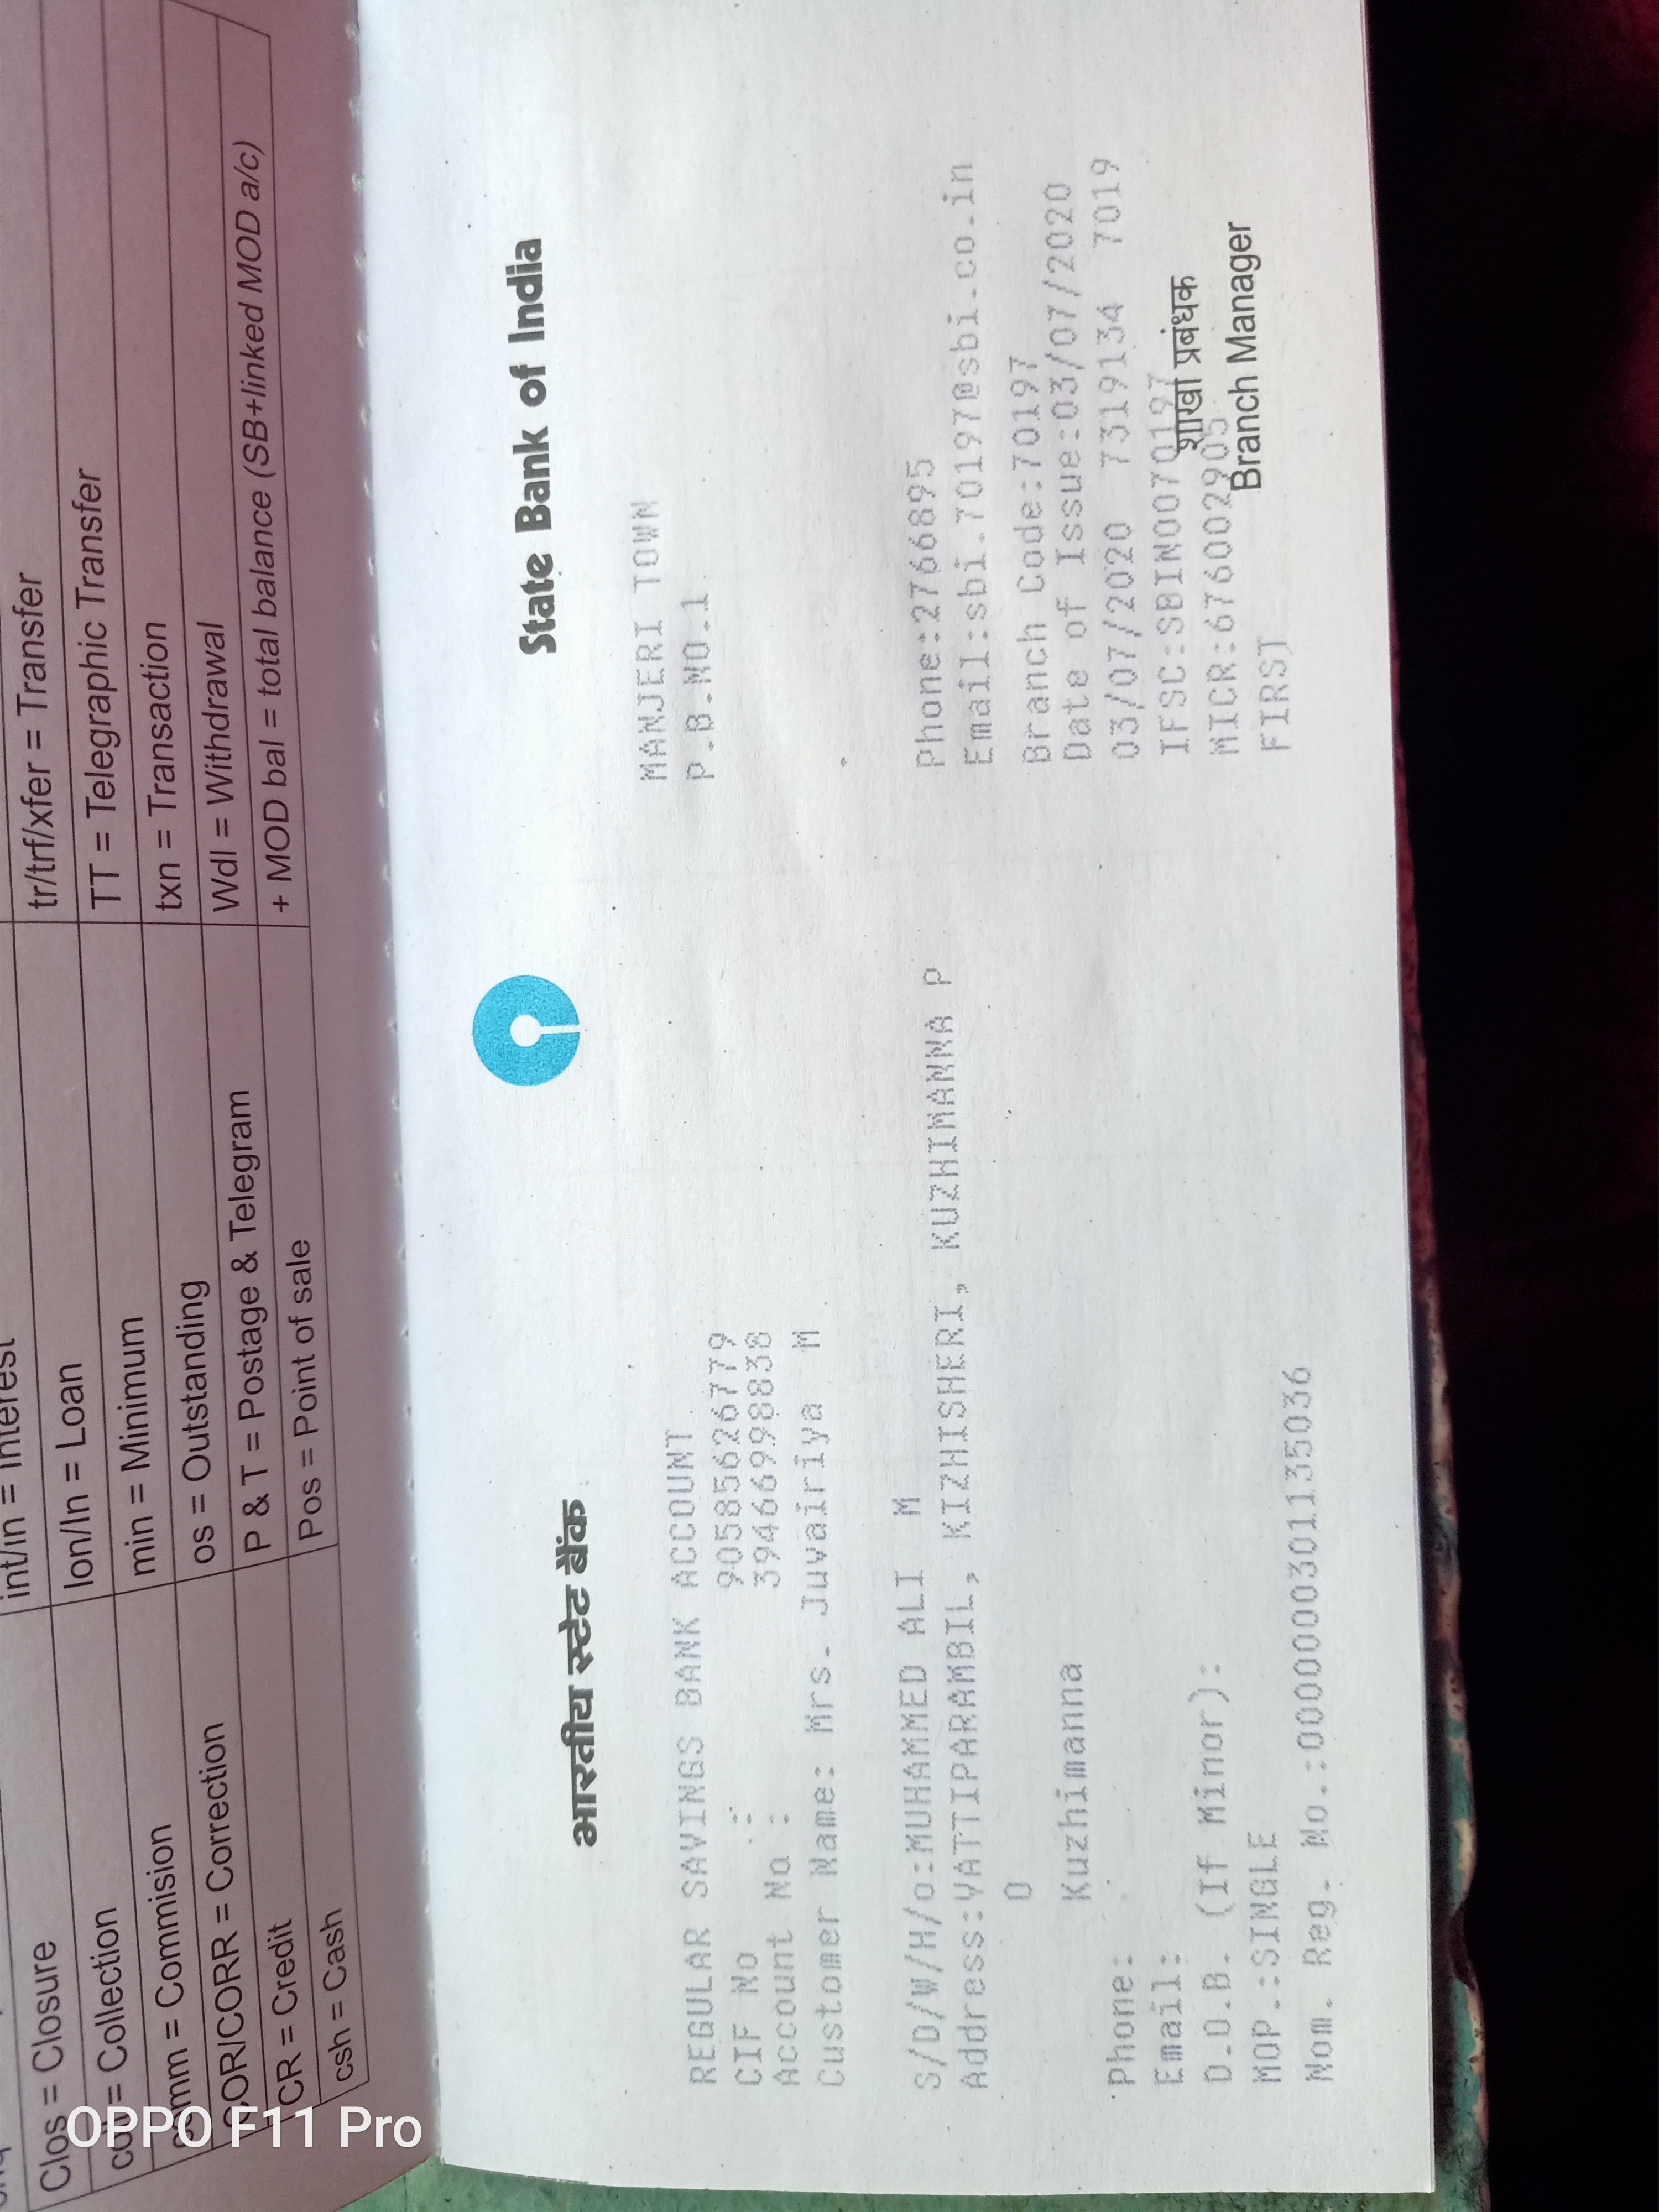 int/in = Interest
Clos = Closure
lon/ln = Loan
tr/trf/xfer = Transfer
col = Collection
min = Minimum
TT = Telegraphic Transfer
comn = Commision
os = Outstanding
txn = Transaction
COR/CORR = Correction
P & T = Postage & Telegram
Wdl = Withdrawal
CR = Credit
Pos = Point of sale
+ MOD bal = total balance (SB+linked MOD a/c)
csh = Cash
भारतीय स्टेट बैंक
State Bank of India
REGULAR SAVINGS BANK ACCOUNT
CIF No : 90585626779
Account No : 39466998838
Customer Name: Mrs. Juvairiya M
S/D/W/H/o:MUHAMMED ALI M
Address:VATTIPARAMBIL, KIZHISHERI, KUZHIMANNA P
O
Kuzhimanna
Phone:
Email:
D.O.B. (If Minor):
MOP.:SINGLE
Nom. Reg. No.:0000000301135036
MANJERI TOWN
P.B.NO.1
Phone:2766895
Email:sbi.70197@sbi.co.in
Branch Code:70197
Date of Issue:03/07/2020
03/07/2020 7319134 7019
IFSC:SBIN0070197
शाखा प्रबंधक
MICR:676002905
Branch Manager
FIRST
OPPO F11 Pro